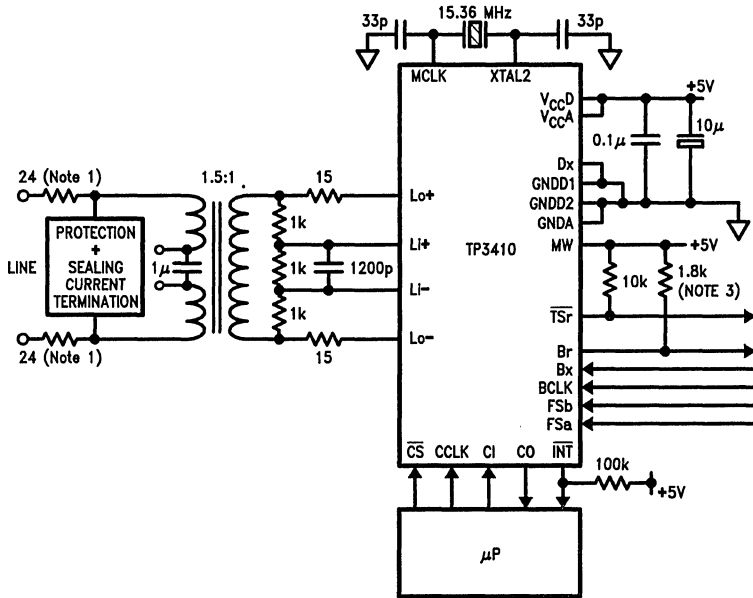 33p
15.36 MHz
33p
MCLK
XTAL2
+5V
VCCD
VCCA
0.1μ
10μ
24 (Note 1)
1.5:1
15
Lo+
Dx
GNDD1
GNDD2
GNDA
1k
Li+
TP3410
MW
+5V
PROTECTION
+
SEALING
CURRENT
TERMINATION
LINE
1μ
1k
1200p
Li-
10k
1.8k
(NOTE 3)
1k
TSr
Lo-
24 (Note 1)
15
Br
Bx
BCLK
FSb
FSa
CS CCLK CI CO INT
100k
+5V
μP